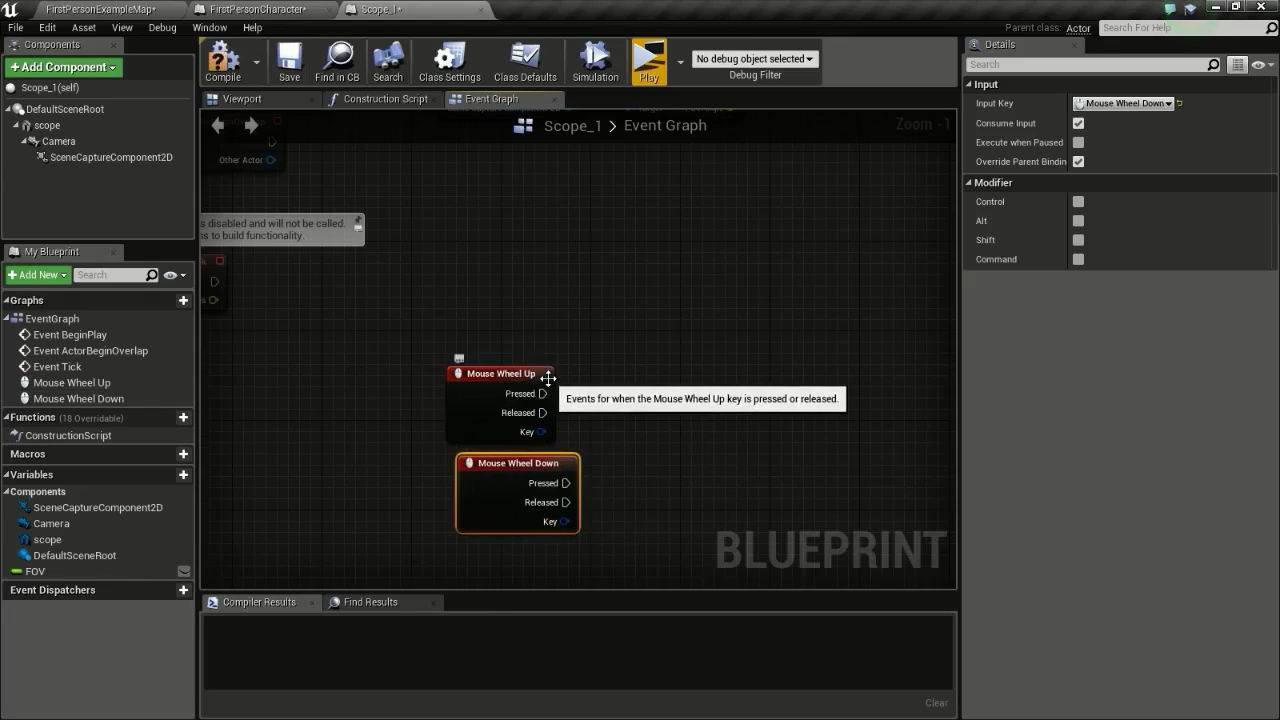 FirstPersonExampleMap*
FirstPersonCharacter*
Scope_1*
File
Edit
Asset
View
Debug
Window
Help
Parent class: Actor
Search For Help
Components
+ Add Component
Scope_1(self)
DefaultSceneRoot
scope
Camera
SceneCaptureComponent2D
My Blueprint
+ Add New
Search
Graphs
EventGraph
Event BeginPlay
Event ActorBeginOverlap
Event Tick
Mouse Wheel Up
Mouse Wheel Down
Functions (18 Overridable)
ConstructionScript
Macros
Variables
Components
SceneCaptureComponent2D
Camera
scope
DefaultSceneRoot
FOV
Event Dispatchers
Compile
Save
Find in CB
Search
Class Settings
Class Defaults
Simulation
Play
No debug object selected
Debug Filter
Viewport
Construction Script
Event Graph
Scope_1 > Event Graph
Zoom -1
Other Actor
s disabled and will not be called.
ns to build functionality.
Mouse Wheel Up
Pressed
Released
Key
Events for when the Mouse Wheel Up key is pressed or released.
Mouse Wheel Down
Pressed
Released
Key
BLUEPRINT
Compiler Results
Find Results
Clear
Details
Search
Input
Input Key
Mouse Wheel Down
Consume Input
Execute when Paused
Override Parent Bindin
Modifier
Control
Alt
Shift
Command